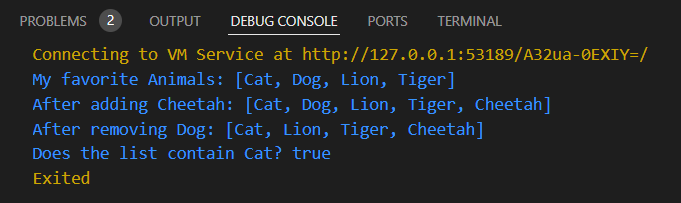 PROBLEMS 2 OUTPUT DEBUG CONSOLE PORTS TERMINAL
Connecting to VM Service at http://127.0.0.1:53189/A32ua-0EXIY=/
My favorite Animals: [Cat, Dog, Lion, Tiger]
After adding Cheetah: [Cat, Dog, Lion, Tiger, Cheetah]
After removing Dog: [Cat, Lion, Tiger, Cheetah]
Does the list contain Cat? true
Exited